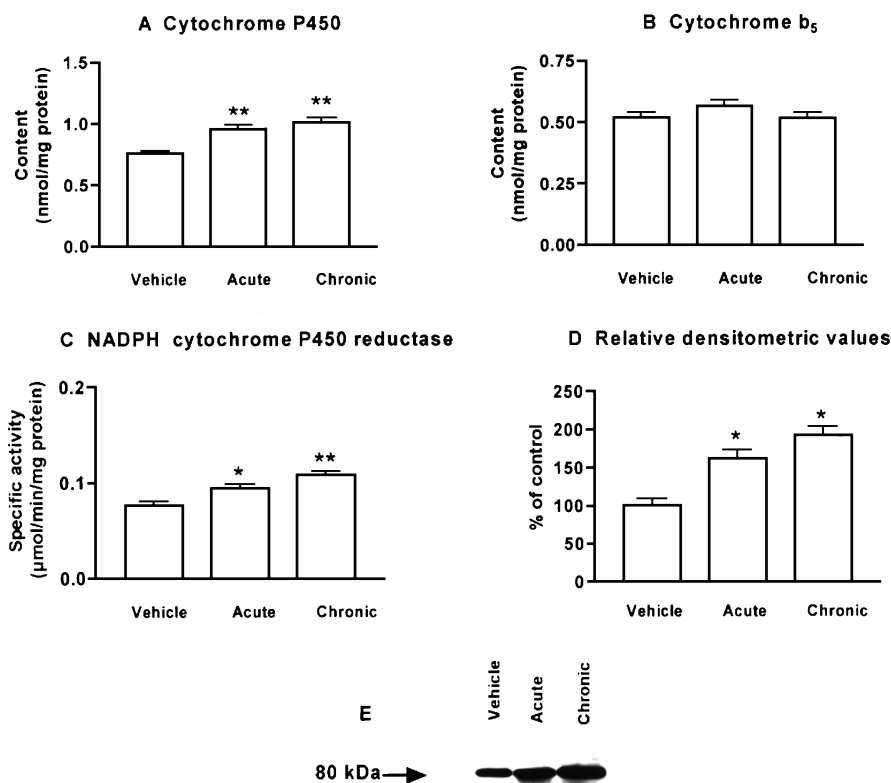 A Cytochrome P450
Content
(nmol/mg protein)
1.5
1.0
0.5
0.0
**
**
Vehicle
Acute
Chronic
B Cytochrome b₅
Content
(nmol/mg protein)
0.75
0.50
0.25
0.00
Vehicle
Acute
Chronic
C NADPH cytochrome P450 reductase
Specific activity
(µmol/min/mg protein)
0.2
0.1
0.0
*
**
Vehicle
Acute
Chronic
D Relative densitometric values
% of control
250
200
150
100
50
0
*
*
Vehicle
Acute
Chronic
E
Vehicle
Acute
Chronic
80 kDa